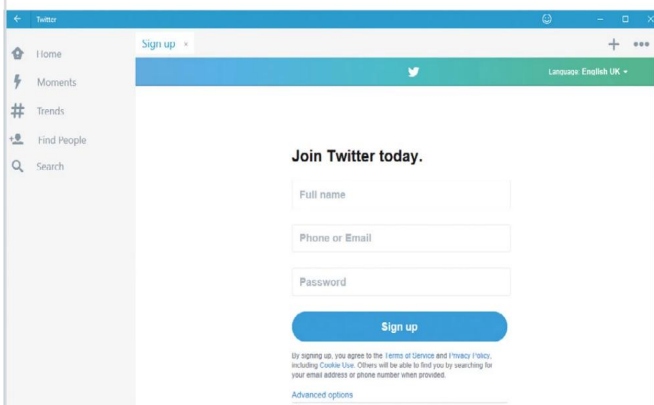 Twitter
Home
Moments
Trends
Find People
Search
Sign up ×
Language: English UK
Join Twitter today.
Full name
Phone or Email
Password
Sign up
By signing up, you agree to the Terms of Service and Privacy Policy,
including Cookie Use. Others will be able to find you by searching for
your email address or phone number when provided.
Advanced options